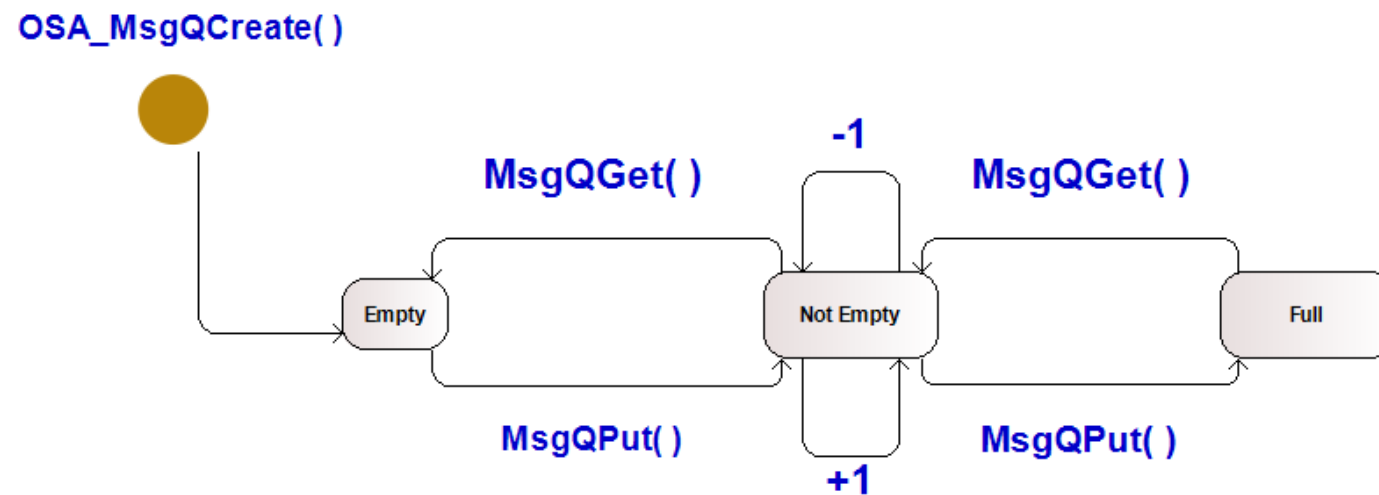 OSA_MsgQCreate( )
-1
MsgQGet( )
MsgQGet( )
Empty
Not Empty
Full
MsgQPut( )
MsgQPut( )
+1